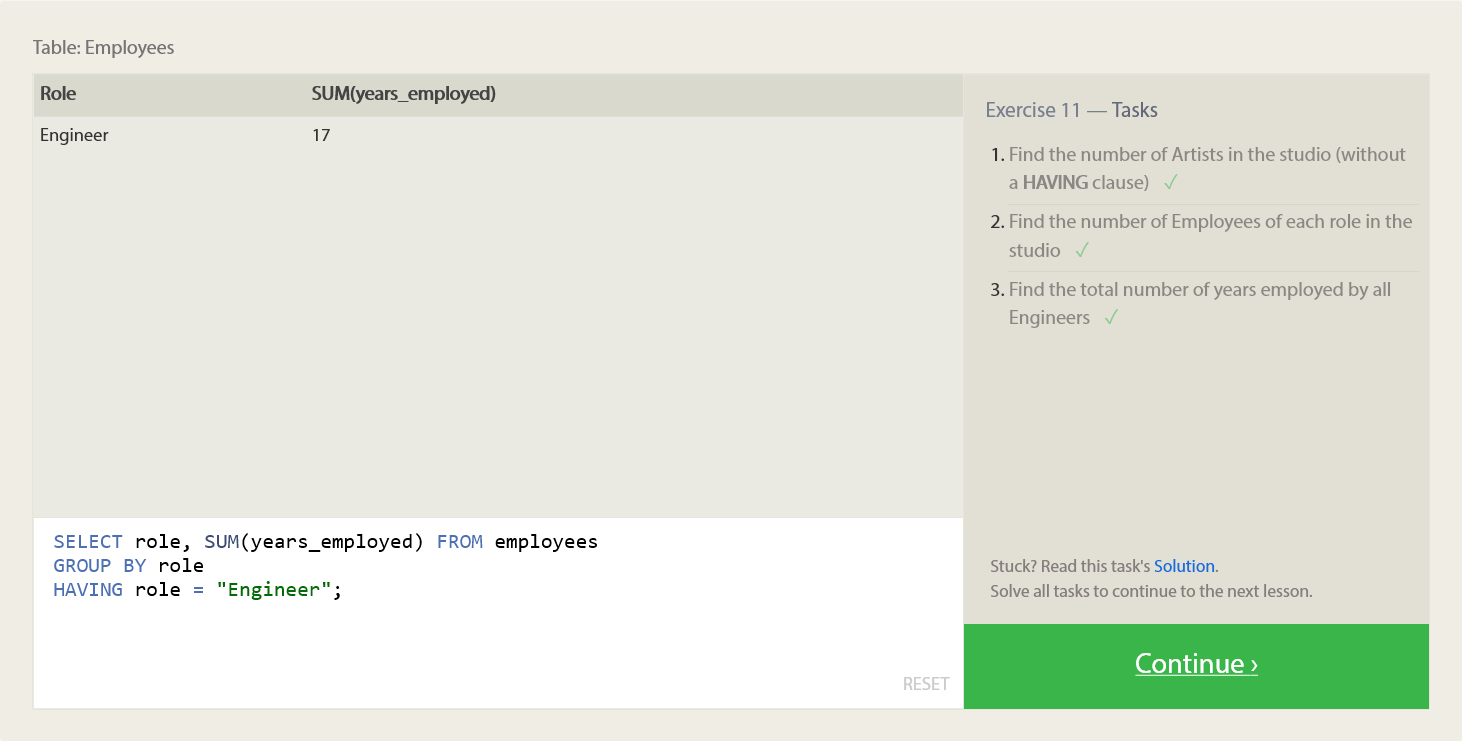 Table: Employees
Role SUM(years_employed)
Engineer 17
Exercise 11 — Tasks
1. Find the number of Artists in the studio (without
a HAVING clause) ✓
2. Find the number of Employees of each role in the
studio ✓
3. Find the total number of years employed by all
Engineers ✓
SELECT role, SUM(years_employed) FROM employees
GROUP BY role
HAVING role = "Engineer";
RESET
Stuck? Read this task's Solution.
Solve all tasks to continue to the next lesson.
Continue ›